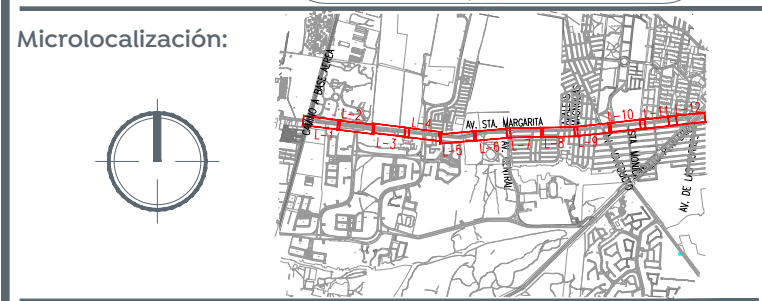 Microlocalización:
CAMINO A BASE AEREA
L-1
L-2
L-3
L-4
AV. STA. MARGARITA
L-5
L-6
L-7
L-8
L-9
L-10
L-11
L-12
AV. DE LAS